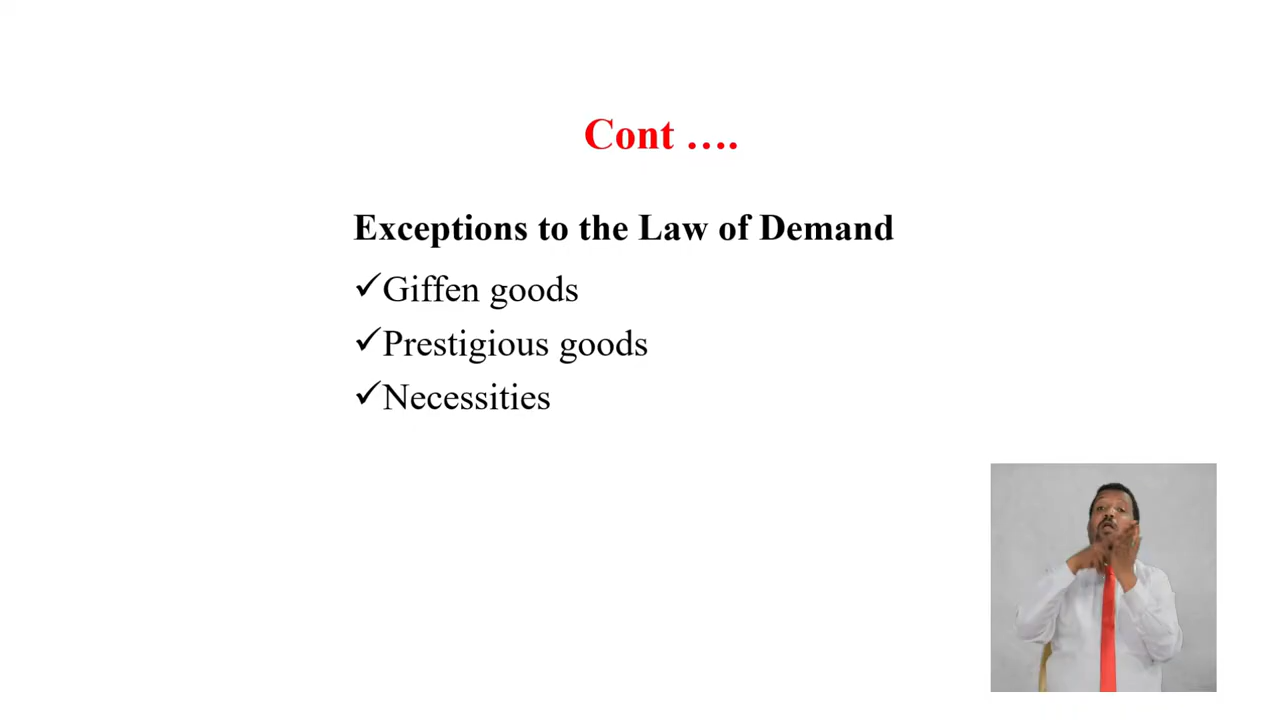 Cont ….
Exceptions to the Law of Demand
✓Giffen goods
✓Prestigious goods
✓Necessities